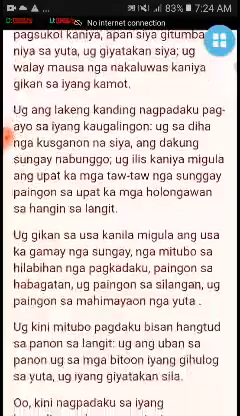 83% 7:24 AM
No internet connection
pagsukol kaniya, apan siya gitumba
niya sa yuta, ug giyatakan siya; ug
walay mausa nga nakaluwas kaniya
gikan sa iyang kamot.
Ug ang lakeng kanding nagpadaku pag-
ayo sa iyang kaugalingon: ug sa diha
nga kusganon na siya, ang dakung
sungay nabunggo; ug ilis kaniya migula
ang upat ka mga taw-taw nga sunggay
paingon sa upat ka mga holongawan
sa hangin sa langit.
Ug gikan sa usa kanila migula ang usa
ka gamay nga sungay, nga mitubo sa
hilabihan nga pagkadaku, paingon sa
habagatan, ug paingon sa silangan, ug
paingon sa mahimayaon nga yuta .
Ug kini mitubo pagdaku bisan hangtud
sa panon sa langit: ug ang uban sa
panon ug sa mga bitoon iyang gihulog
sa yuta, ug iyang giyatakan sila.
Oo, kini nagpadaku sa iyang